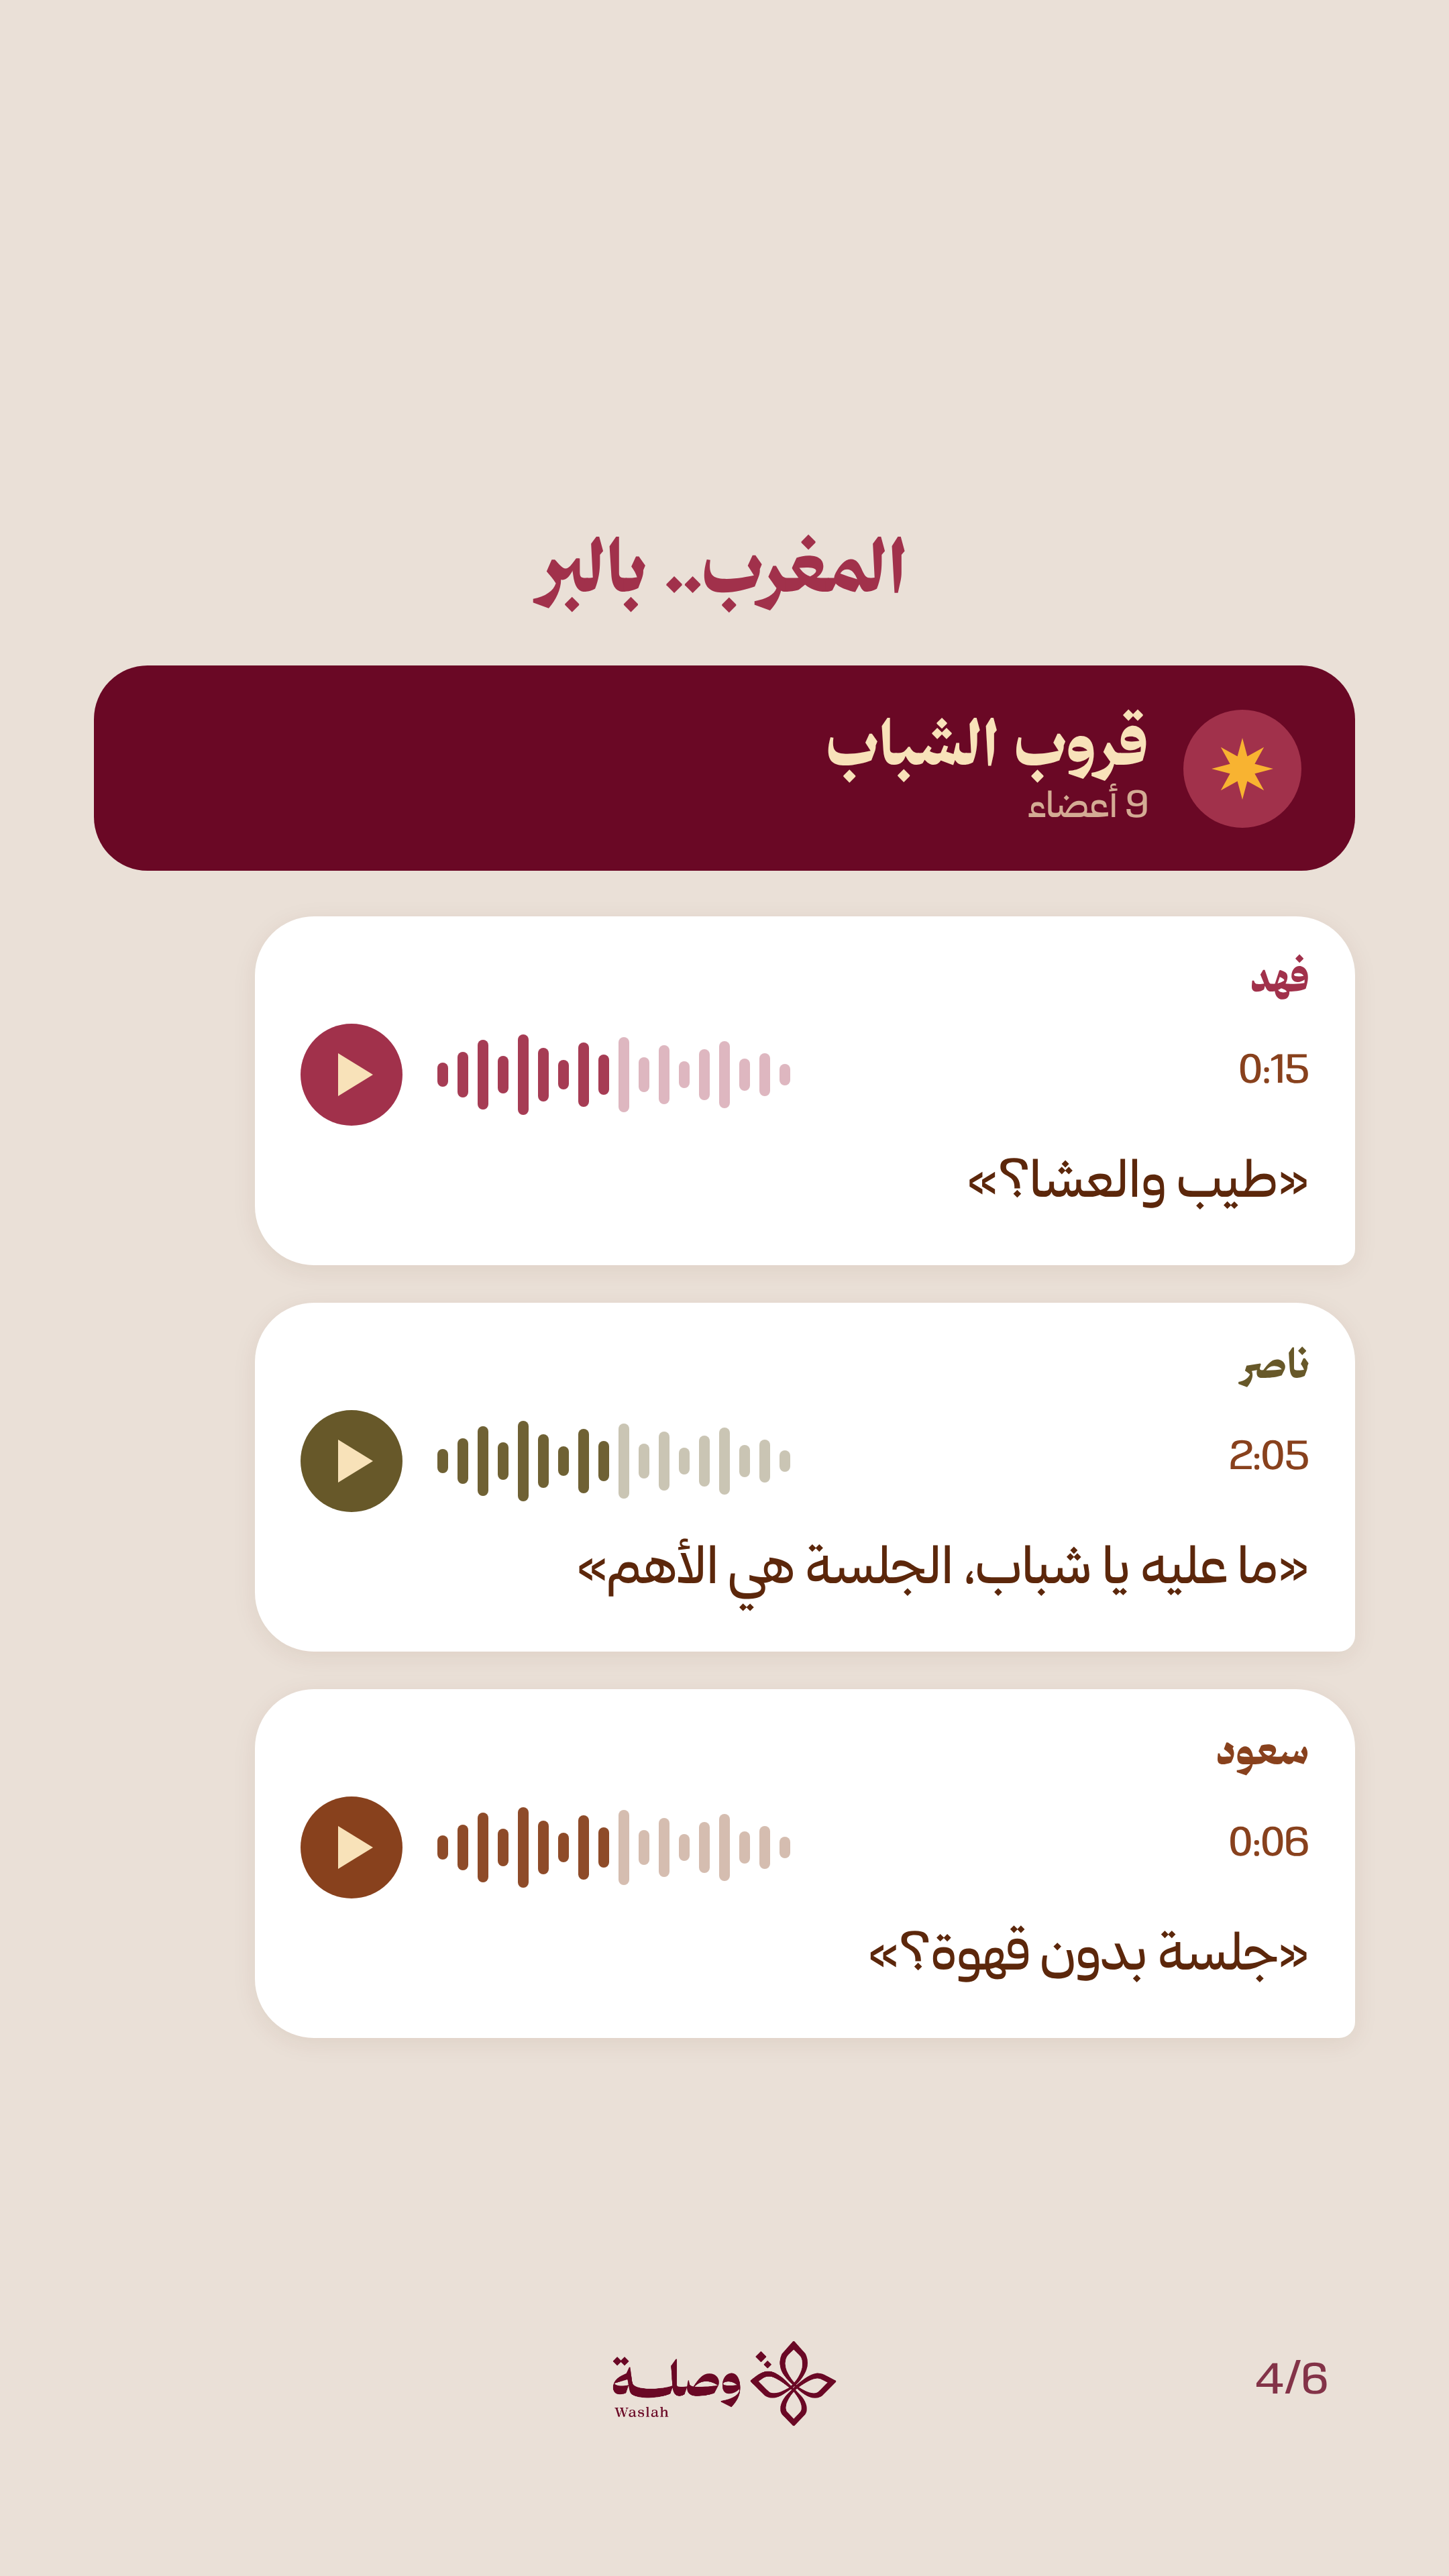 المغرب.. بالبر
قروب الشباب
9 أعضاء
فهد
0:15
«طيب والعشا؟»
ناصر
2:05
«ما عليه يا شباب، الجلسة هي الأهم»
سعود
0:06
«جلسة بدون قهوة؟»
وصلة
Waslah
4/6